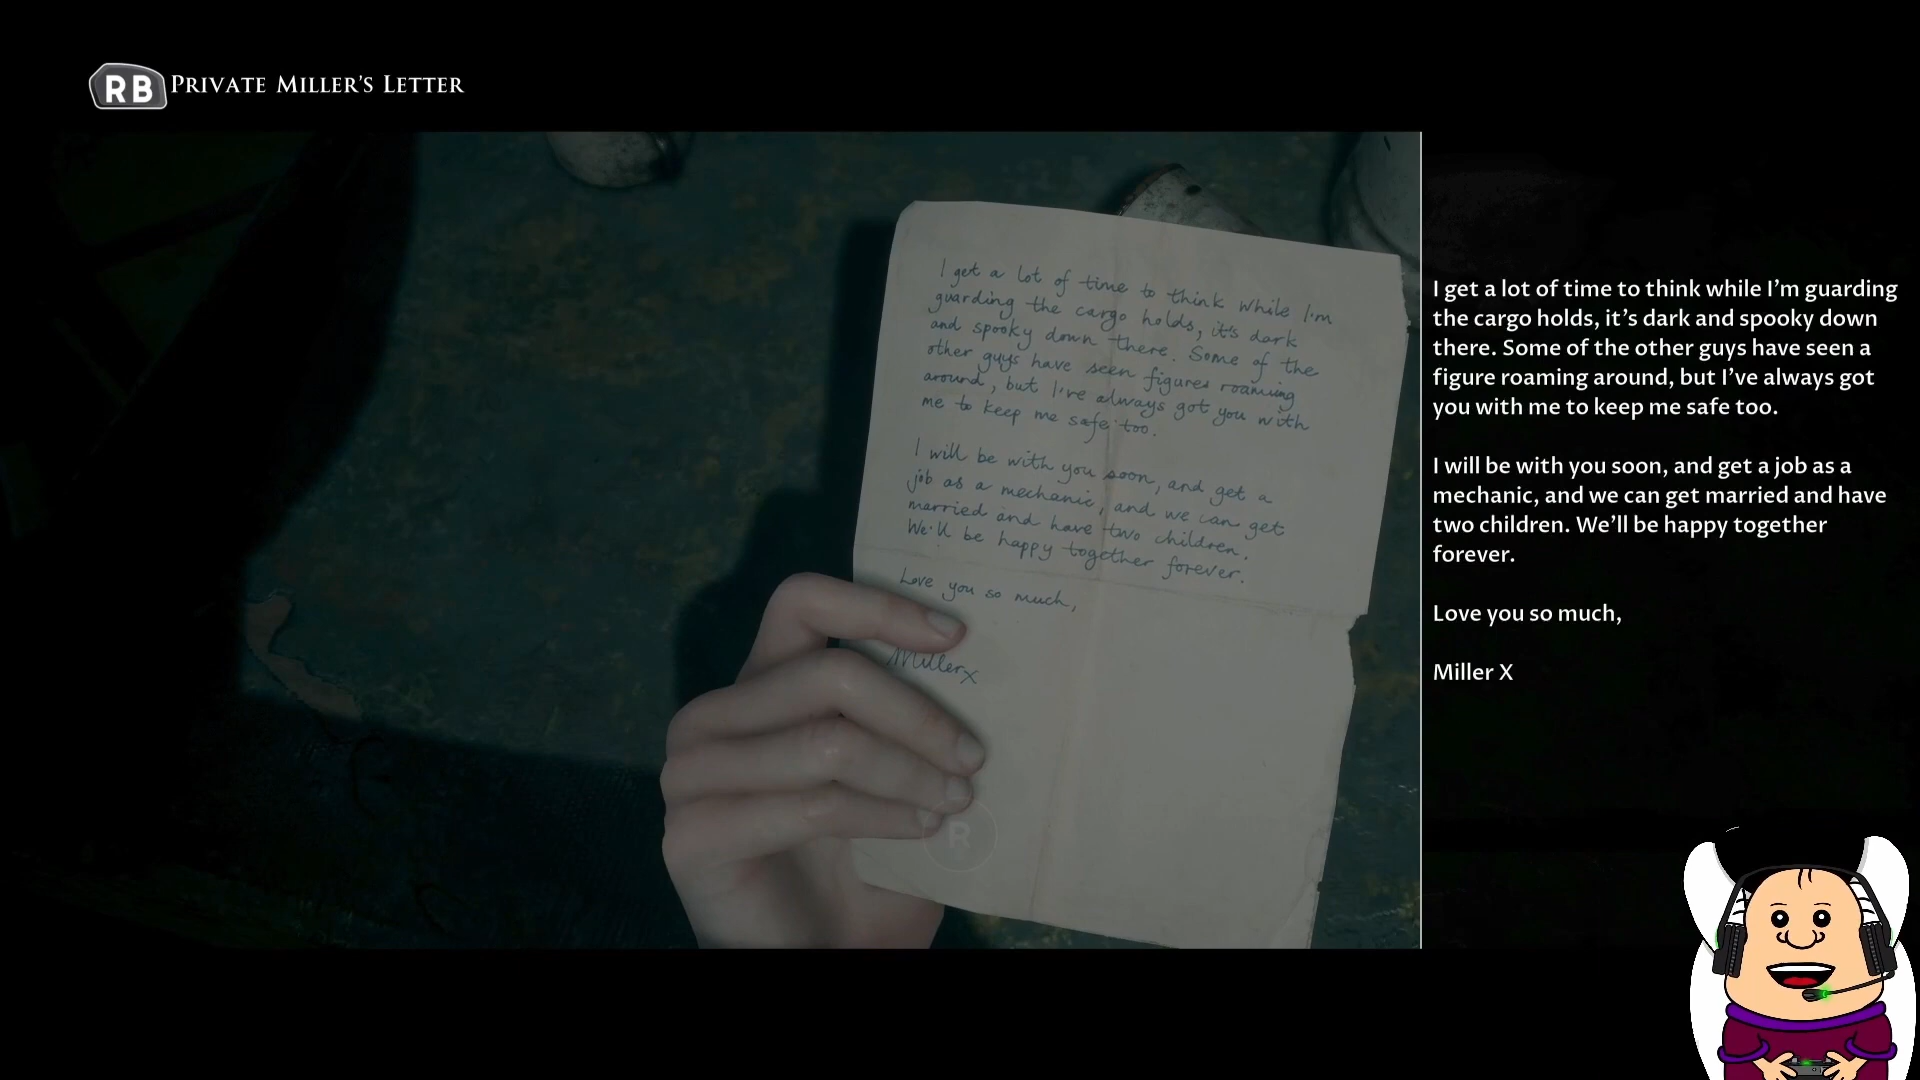 RB PRIVATE MILLER'S LETTER
I get a lot of time to think while I'm
guarding the cargo holds, it's dark
and spooky down there. Some of the
other guys have seen figures roaming
around, but I've always got you with
me to keep me safe too.
I will be with you soon, and get a
job as a mechanic, and we can get
married and have two children.
We'll be happy together forever.
Love you so much,
Miller X
R
I get a lot of time to think while I'm guarding
the cargo holds, it's dark and spooky down
there. Some of the other guys have seen a
figure roaming around, but I've always got
you with me to keep me safe too.
I will be with you soon, and get a job as a
mechanic, and we can get married and have
two children. We'll be happy together
forever.
Love you so much,
Miller X